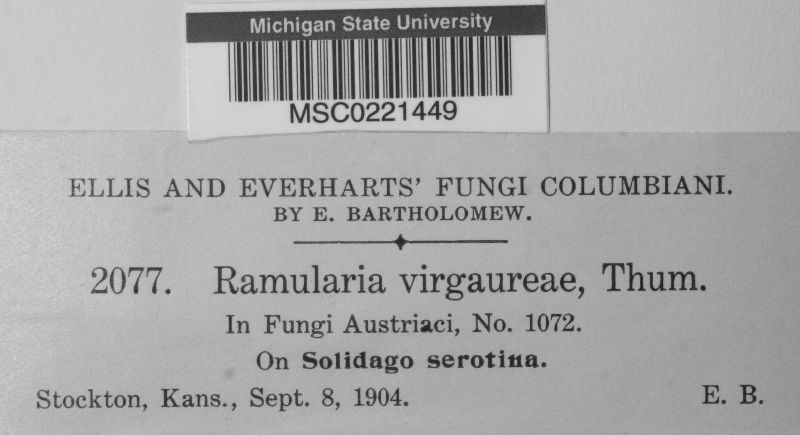 Michigan State University
MSC0221449
ELLIS AND EVERHARTS' FUNGI COLUMBIANI.
BY E. BARTHOLOMEW.
2077. Ramularia virgaureae, Thum.
In Fungi Austriaci, No. 1072.
On Solidago serotina.
Stockton, Kans., Sept. 8, 1904. E. B.